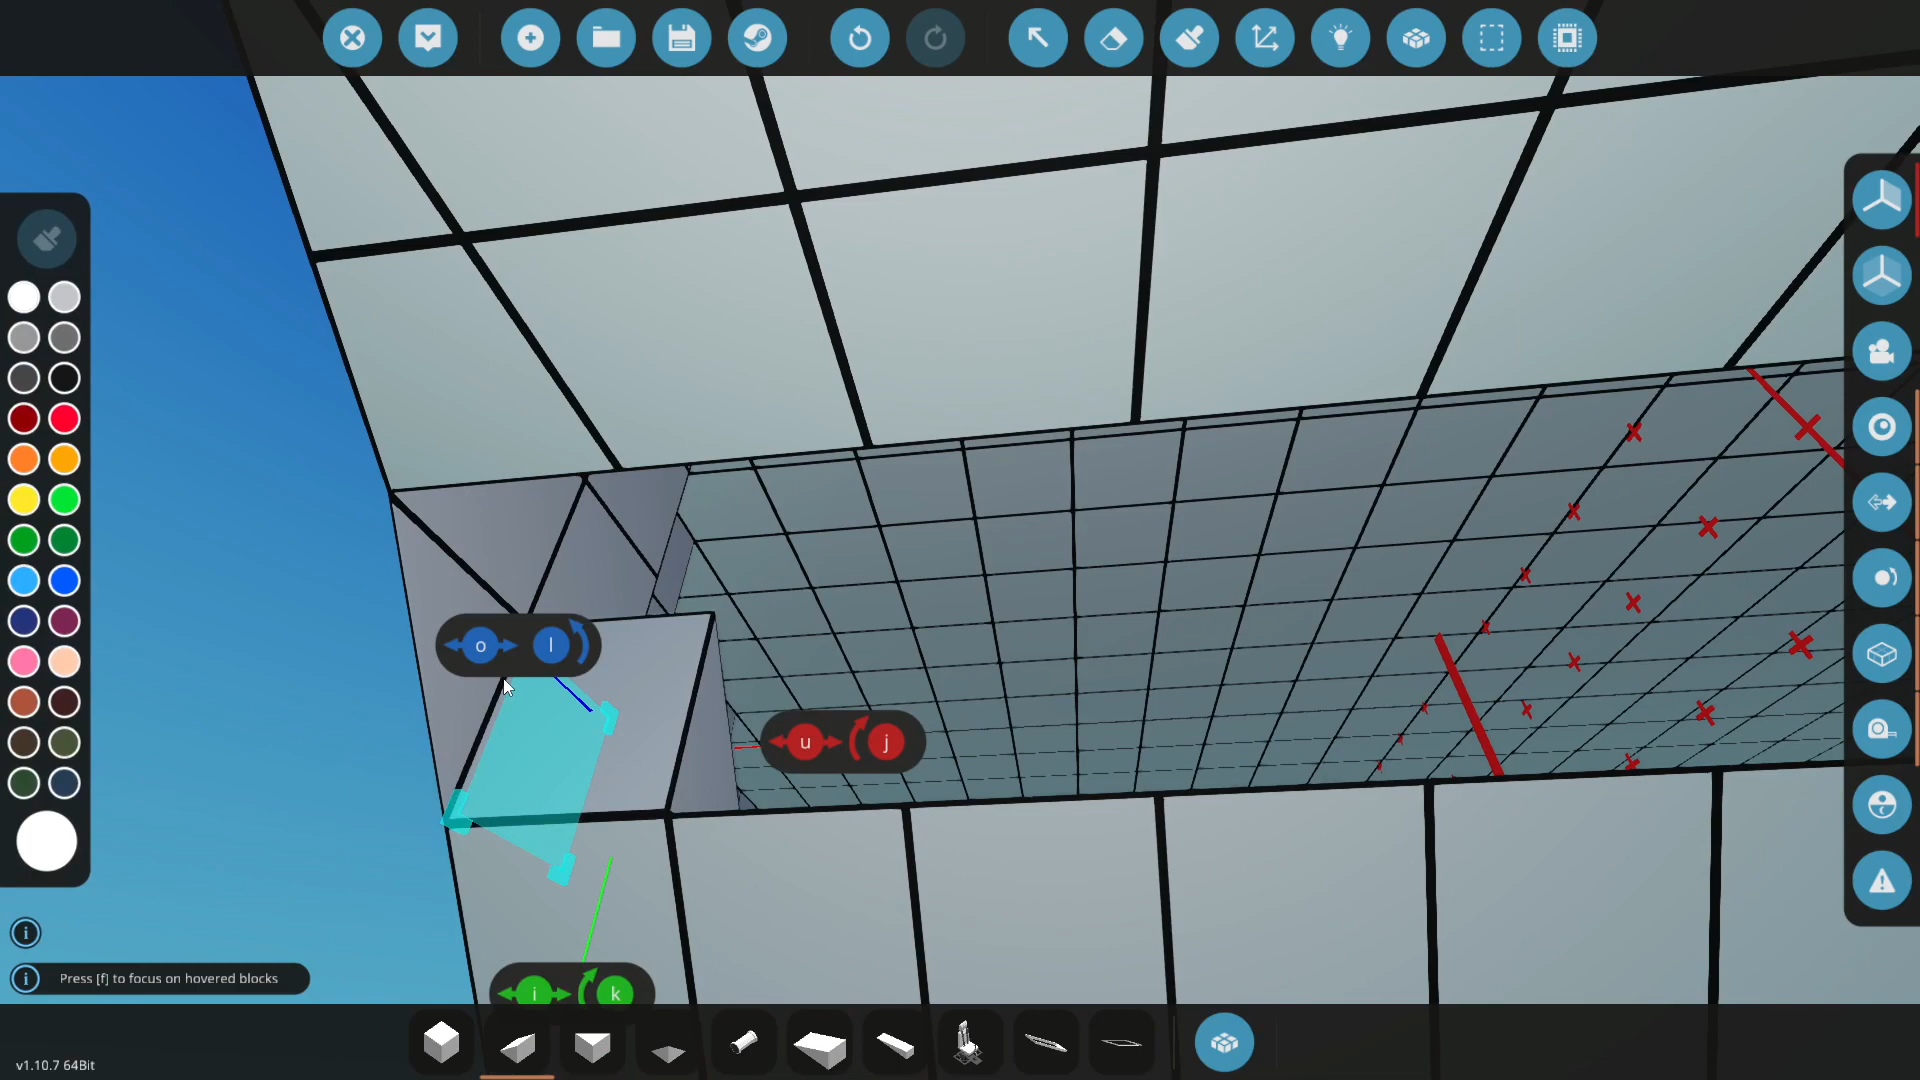 o l
u j
Press [f] to focus on hovered blocks
i k
v1.10.7 64Bit